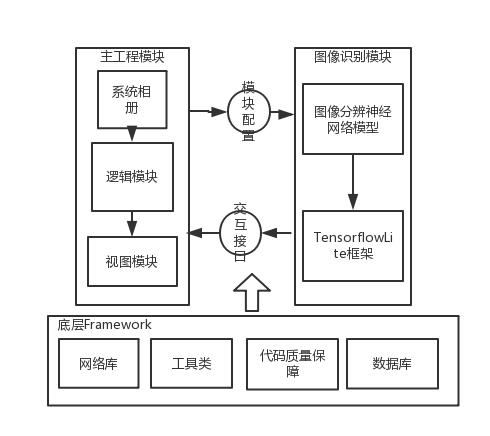 主工程模块
系统相
册
逻辑模块
视图模块
模
块
配
置
交
互
接
口
图像识别模块
图像分辨神经
网络模型
TensorflowLi
te框架
底层Framework
网络库
工具类
代码质量保
障
数据库